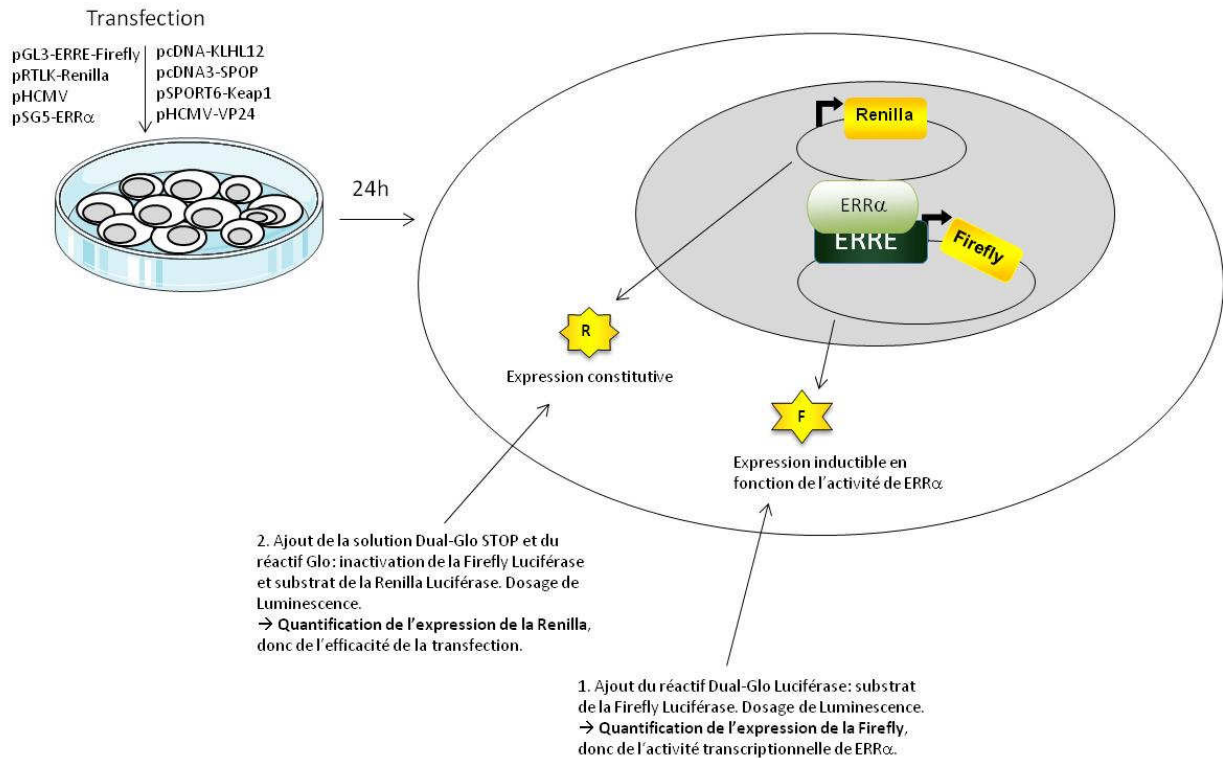 Transfection
pGL3-ERRE-Firefly
pRTLK-Renilla
pHCMV
pSG5-ERRα
pcDNA-KLHL12
pcDNA3-SPOP
pSPORT6-Keap1
pHCMV-VP24
24h
Renilla
ERRα
ERRE
Firefly
R
Expression constitutive
F
Expression inductible en
fonction de l'activité de ERRα
2. Ajout de la solution Dual-Glo STOP et du
réactif Glo: inactivation de la Firefly Luciférase
et substrat de la Renilla Luciférase. Dosage de
Luminescence.
→ Quantification de l'expression de la Renilla,
donc de l'efficacité de la transfection.
1. Ajout du réactif Dual-Glo Luciférase: substrat
de la Firefly Luciférase. Dosage de Luminescence.
→ Quantification de l'expression de la Firefly,
donc de l'activité transcriptionnelle de ERRα.